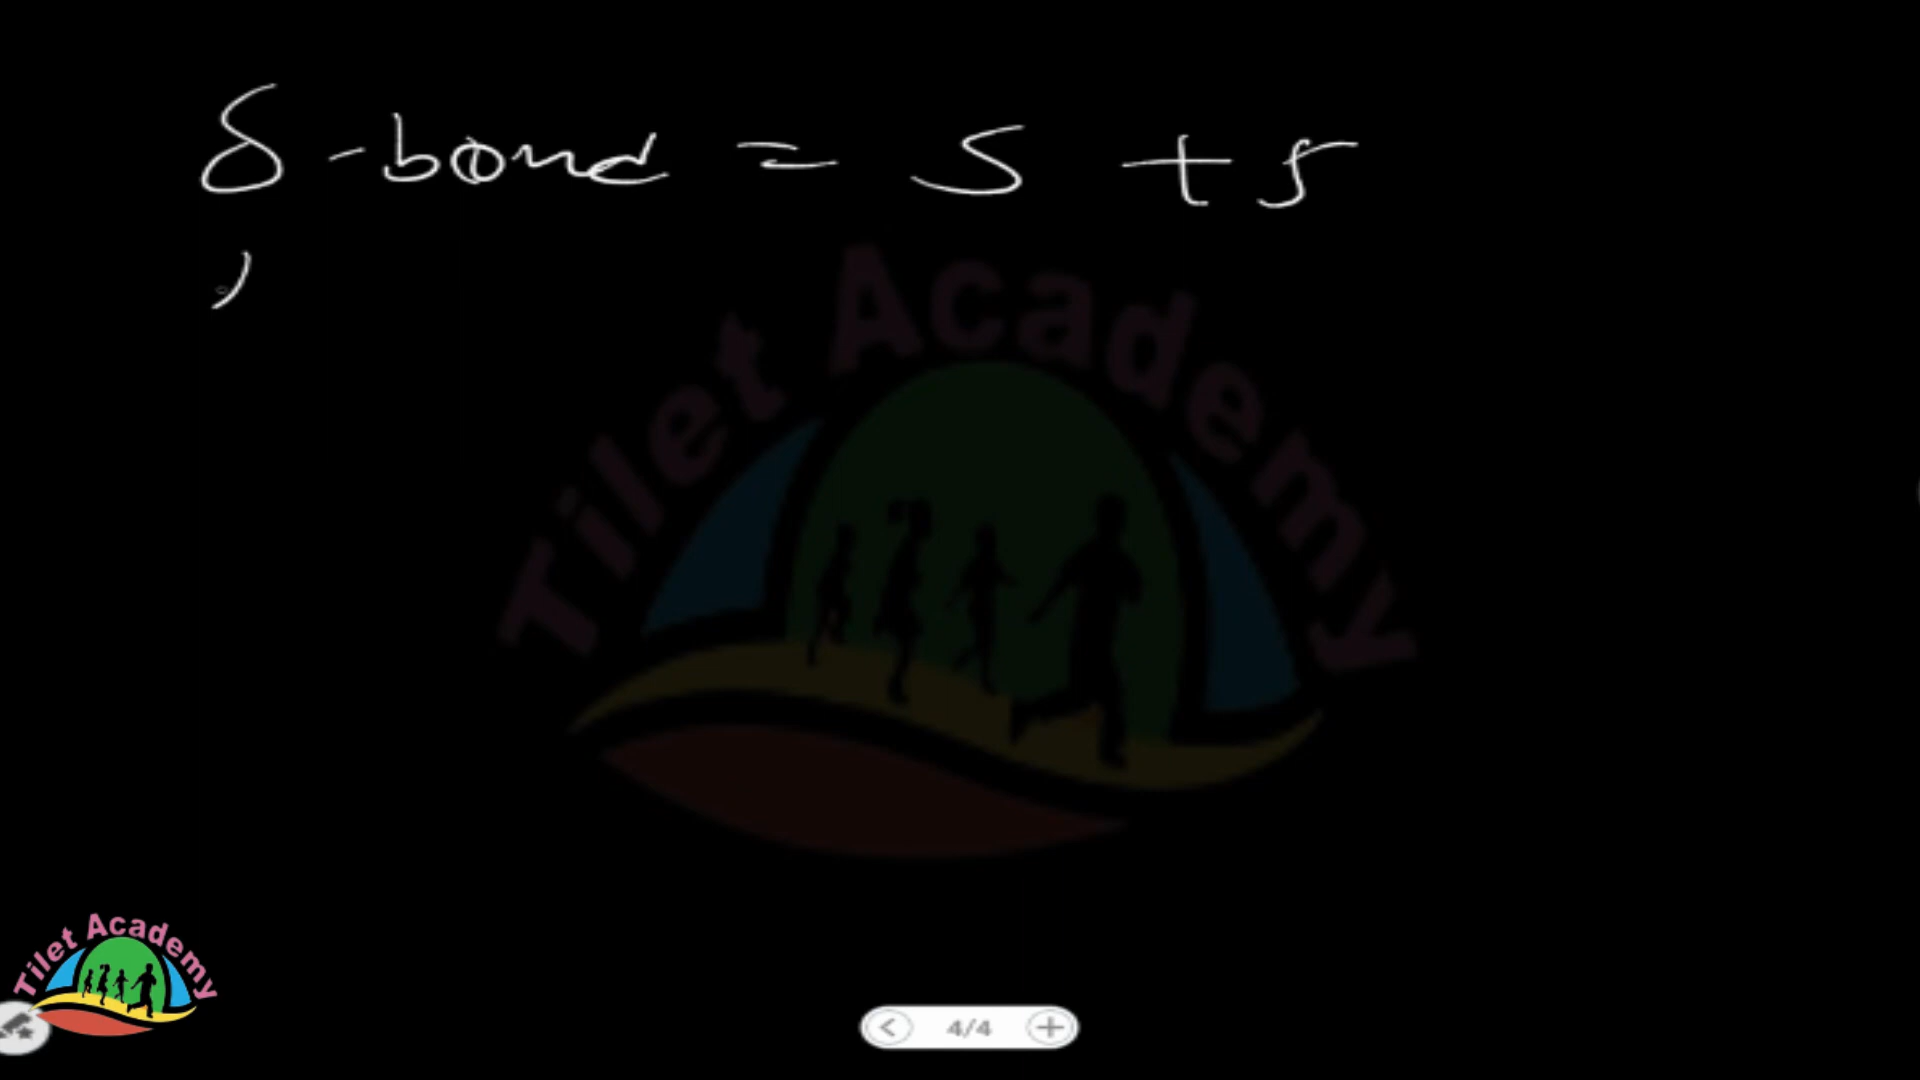 δ-bond = s + s
)
Tilet Academy
Tilet Academy
4/4